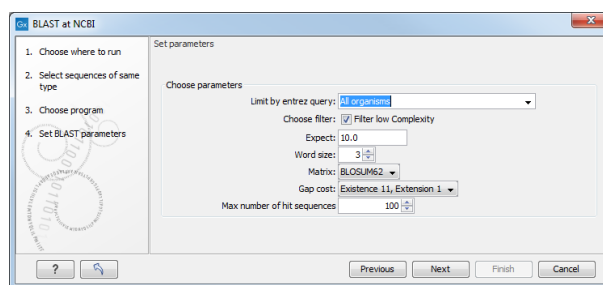 Gx BLAST at NCBI
1. Choose where to run
2. Select sequences of same
type
3. Choose program
4. Set BLAST parameters
Set parameters
Choose parameters
Limit by entrez query: All organisms
Choose filter: Filter low Complexity
Expect: 10.0
Word size: 3
Matrix: BLOSUM62
Gap cost: Existence 11, Extension 1
Max number of hit sequences 100
? Previous Next Finish Cancel